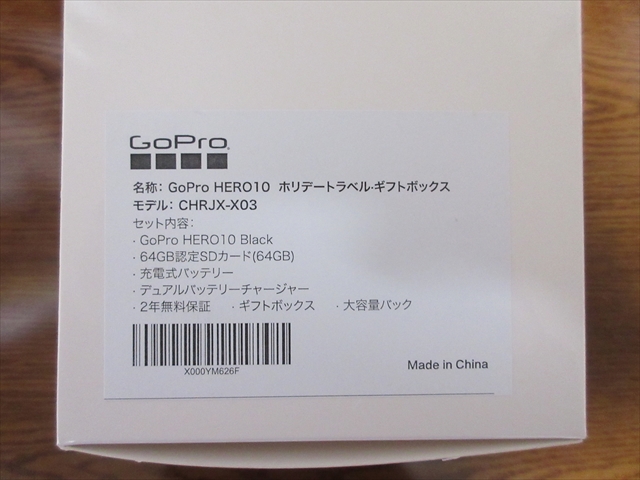 GoPro
名称: GoPro HERO10 ホリデートラベル·ギフトボックス
モデル: CHRJX-X03
セット内容:
· GoPro HERO10 Black
· 64GB認定SDカード(64GB)
· 充電式バッテリー
· デュアルバッテリーチャージャー
· 2年無料保証 · ギフトボックス · 大容量パック
X000YM626F
Made in China